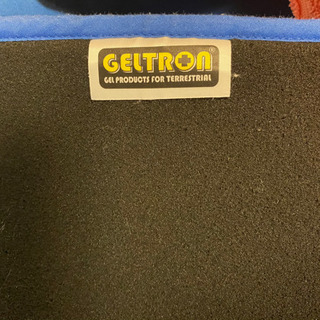 GELTRON®
GEL PRODUCTS FOR TERRESTRIAL